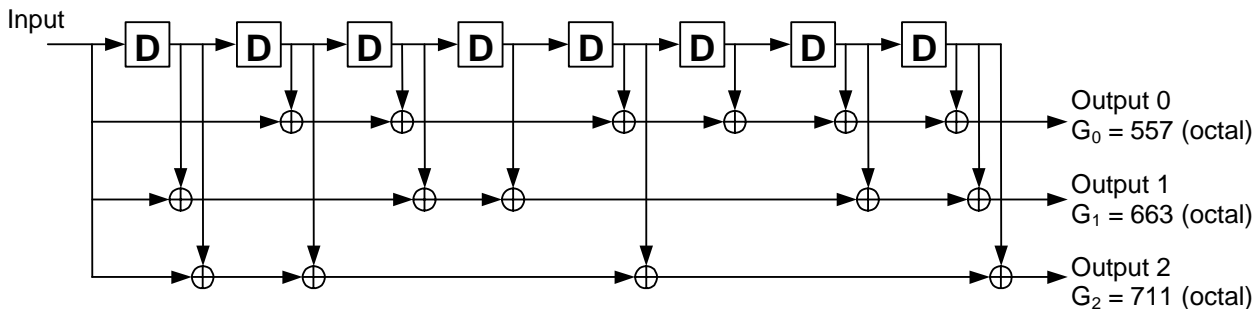 Input
D D D D D D D D
Output 0
G₀ = 557 (octal)
Output 1
G₁ = 663 (octal)
Output 2
G₂ = 711 (octal)